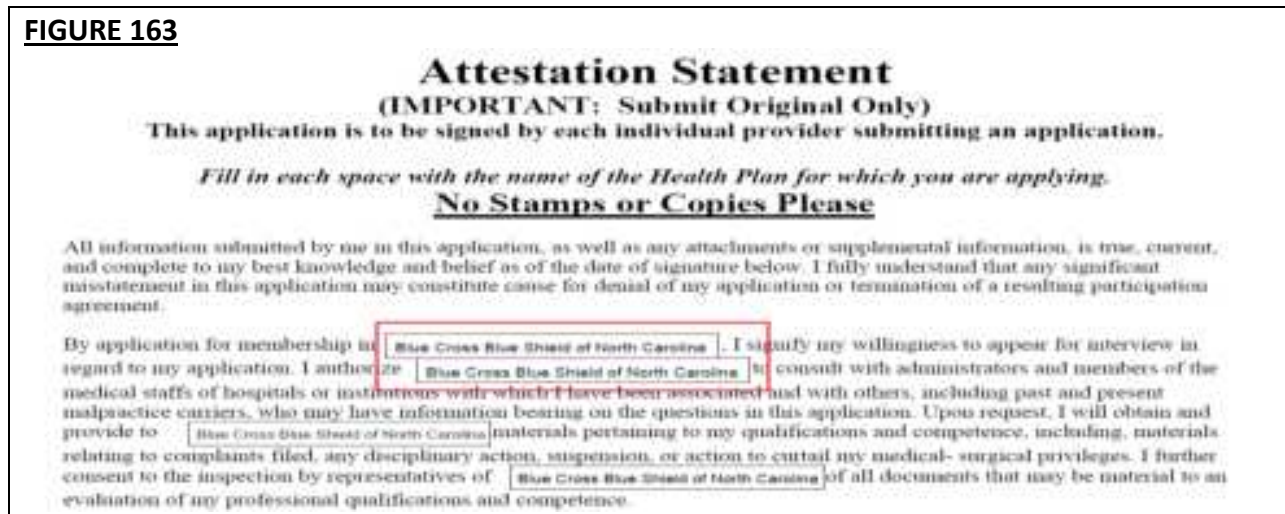 FIGURE 163
Attestation Statement
(IMPORTANT: Submit Original Only)
This application is to be signed by each individual provider submitting an application.
Fill in each space with the name of the Health Plan for which you are applying.
No Stamps or Copies Please
All information submitted by me in this application, as well as any attachments or supplemental information, is true, current,
and complete to my best knowledge and belief as of the date of signature below. I fully understand that any significant
misstatement in this application may constitute cause for denial of my application or termination of a resulting participation
agreement.
By application for membership in Blue Cross Blue Shield of North Carolina , I signify my willingness to appear for interview in
regard to my application. I authorize Blue Cross Blue Shield of North Carolina to consult with administrators and members of the
medical staffs of hospitals or institutions with which I have been associated and with others, including past and present
malpractice carriers, who may have information bearing on the questions in this application. Upon request, I will obtain and
provide to Blue Cross Blue Shield of North Carolina materials pertaining to my qualifications and competence, including, materials
relating to complaints filed, any disciplinary action, suspension, or action to curtail my medical- surgical privileges. I further
consent to the inspection by representatives of Blue Cross Blue Shield of North Carolina of all documents that may be material to an
evaluation of my professional qualifications and competence.